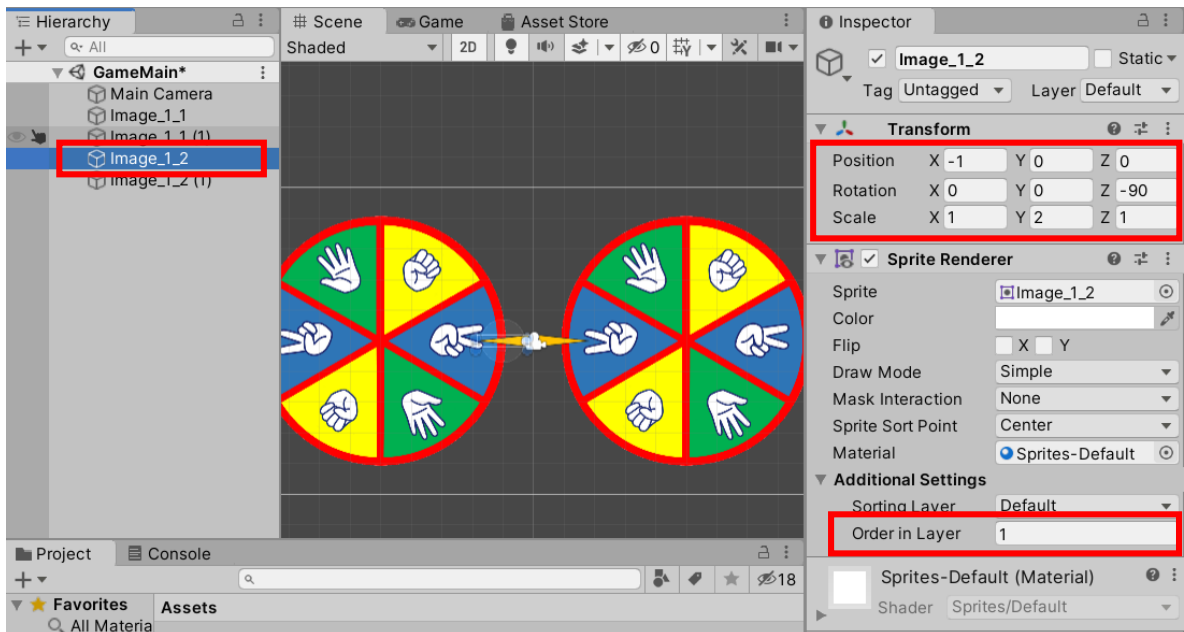 Hierarchy
All
GameMain*
Main Camera
Image_1_1
Image_1_1 (1)
Image_1_2
Image_1_2 (1)
Scene
Game
Asset Store
Shaded
2D
0
Inspector
Image_1_2
Static
Tag Untagged Layer Default
Transform
Position X -1 Y 0 Z 0
Rotation X 0 Y 0 Z -90
Scale X 1 Y 2 Z 1
Sprite Renderer
Sprite Image_1_2
Color
Flip X Y
Draw Mode Simple
Mask Interaction None
Sprite Sort Point Center
Material Sprites-Default
Additional Settings
Sorting Layer Default
Order in Layer 1
Sprites-Default (Material)
Shader Sprites/Default
Project
Console
18
Favorites
All Materia
Assets